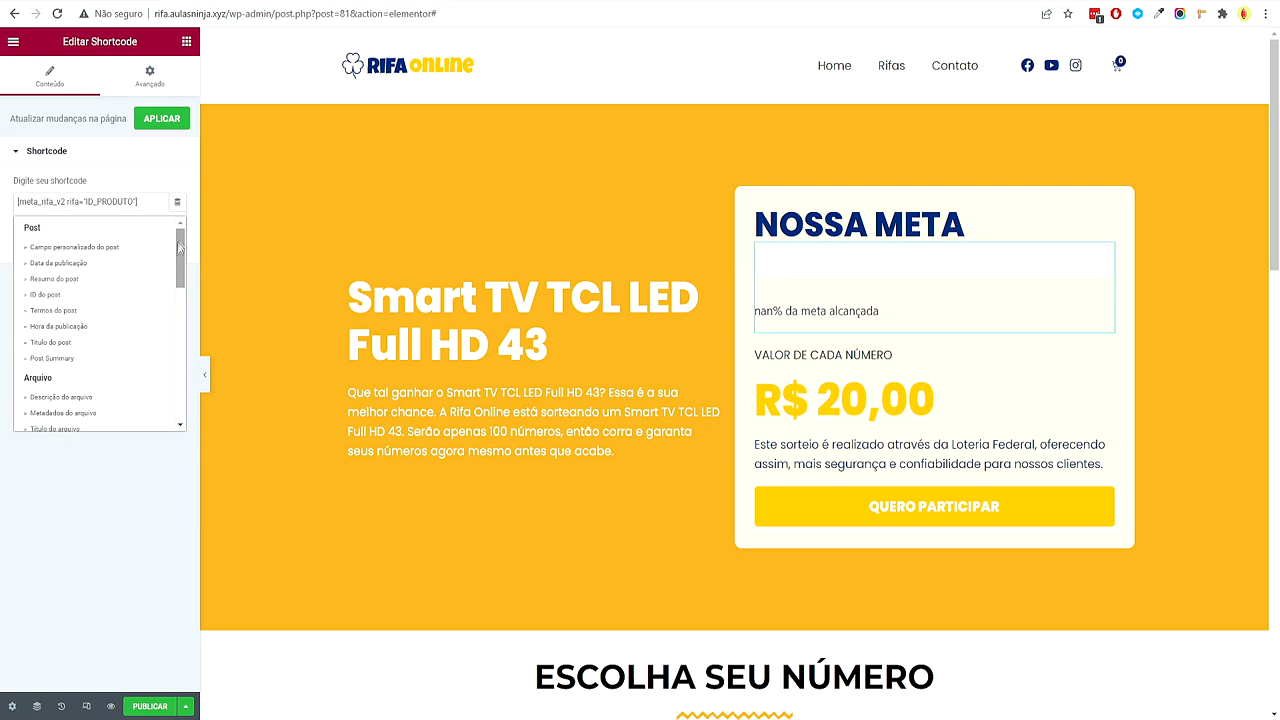 Não seguro
rifa.aulasninja.xyz/wp-admin/post.php?post=81&action=elementor#
1
Editar Shortcode
Conteúdo
Avançado
Atualizar mudanças na página
APLICAR
Shortcode
Digite seu shortcode
[meta_rifa_v2 rifa="ID_PRODUTO"]
Post
Campo personalizado do post
Data da publicação
Resumo do post
ID do post
Termos do post
Hora da publicação
Título do post
Post Summary
Arquivo
Descrição do arquivo
Metadados do arquivo
Título do arquivo
PUBLICAR
RIFA ONLINE
Home
Rifas
Contato
0
Smart TV TCL LED
Full HD 43
Que tal ganhar o Smart TV TCL LED Full HD 43? Essa é a sua
melhor chance. A Rifa Online está sorteando um Smart TV TCL LED
Full HD 43. Serão apenas 100 números, então corra e garanta
seus números agora mesmo antes que acabe.
NOSSA META
nan% da meta alcançada
VALOR DE CADA NÚMERO
R$ 20,00
Este sorteio é realizado através da Loteria Federal, oferecendo
assim, mais segurança e confiabilidade para nossos clientes.
QUERO PARTICIPAR
ESCOLHA SEU NÚMERO